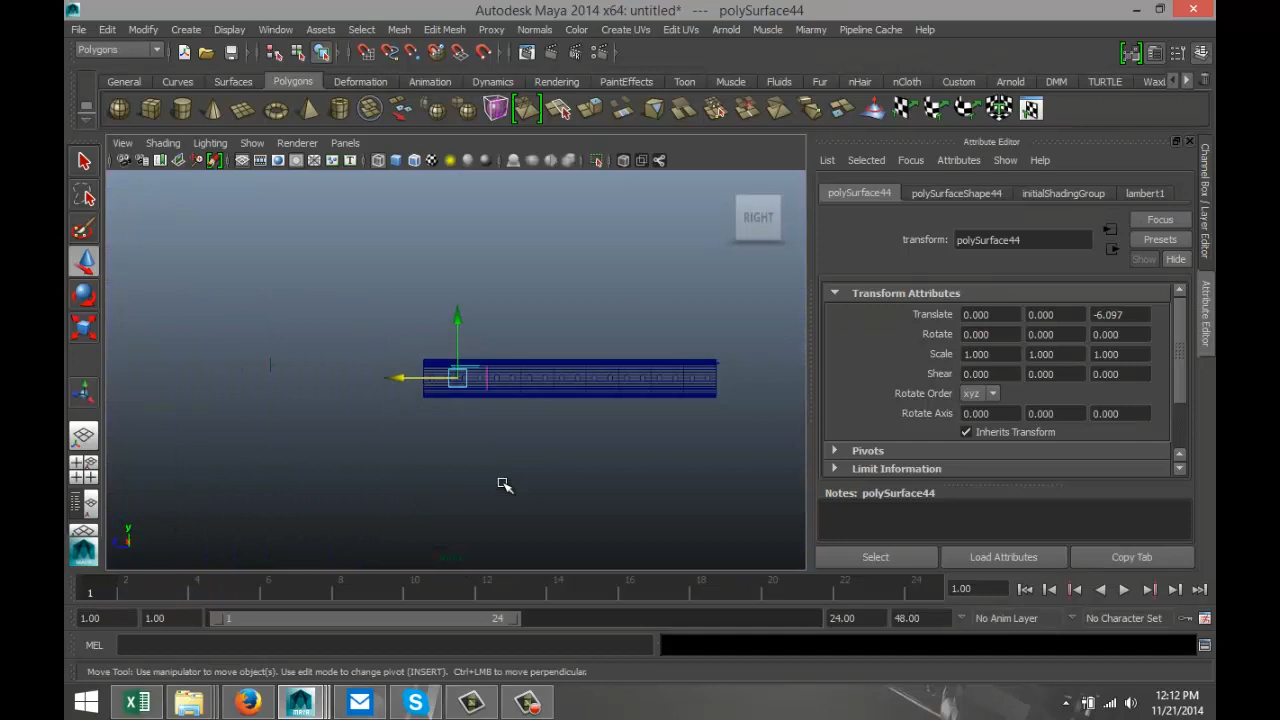 Autodesk Maya 2014 x64: untitled* --- polySurface44
File Edit Modify Create Display Window Assets Select Mesh Edit Mesh Proxy Normals Color Create UVs Edit UVs Arnold Muscle Miarmy Pipeline Cache Help
Polygons
General Curves Surfaces Polygons Deformation Animation Dynamics Rendering PaintEffects Toon Muscle Fluids Fur nHair nCloth Custom Arnold DMM TURTLE
View Shading Lighting Show Renderer Panels
Attribute Editor
List Selected Focus Attributes Show Help
polySurface44 polySurfaceShape44 initialShadingGroup lambert1
Focus
transform: polySurface44
Presets
Show Hide
RIGHT
Transform Attributes
Translate 0.000 0.000 -6.097
Rotate 0.000 0.000 0.000
Scale 1.000 1.000 1.000
Shear 0.000 0.000 0.000
Rotate Order xyz
Rotate Axis 0.000 0.000 0.000
Inherits Transform
Pivots
Limit Information
Notes: polySurface44
y
Select Load Attributes Copy Tab
Channel Box / Layer Editor
Attribute Editor
2 4 6 8 10 12 14 16 18 20 22 24
1
1.00
1.00 1.00 1 24 24.00 48.00 No Anim Layer No Character Set
MEL
Move Tool: Use manipulator to move object(s). Use edit mode to change pivot (INSERT). Ctrl+LMB to move perpendicular.
12:12 PM
11/21/2014